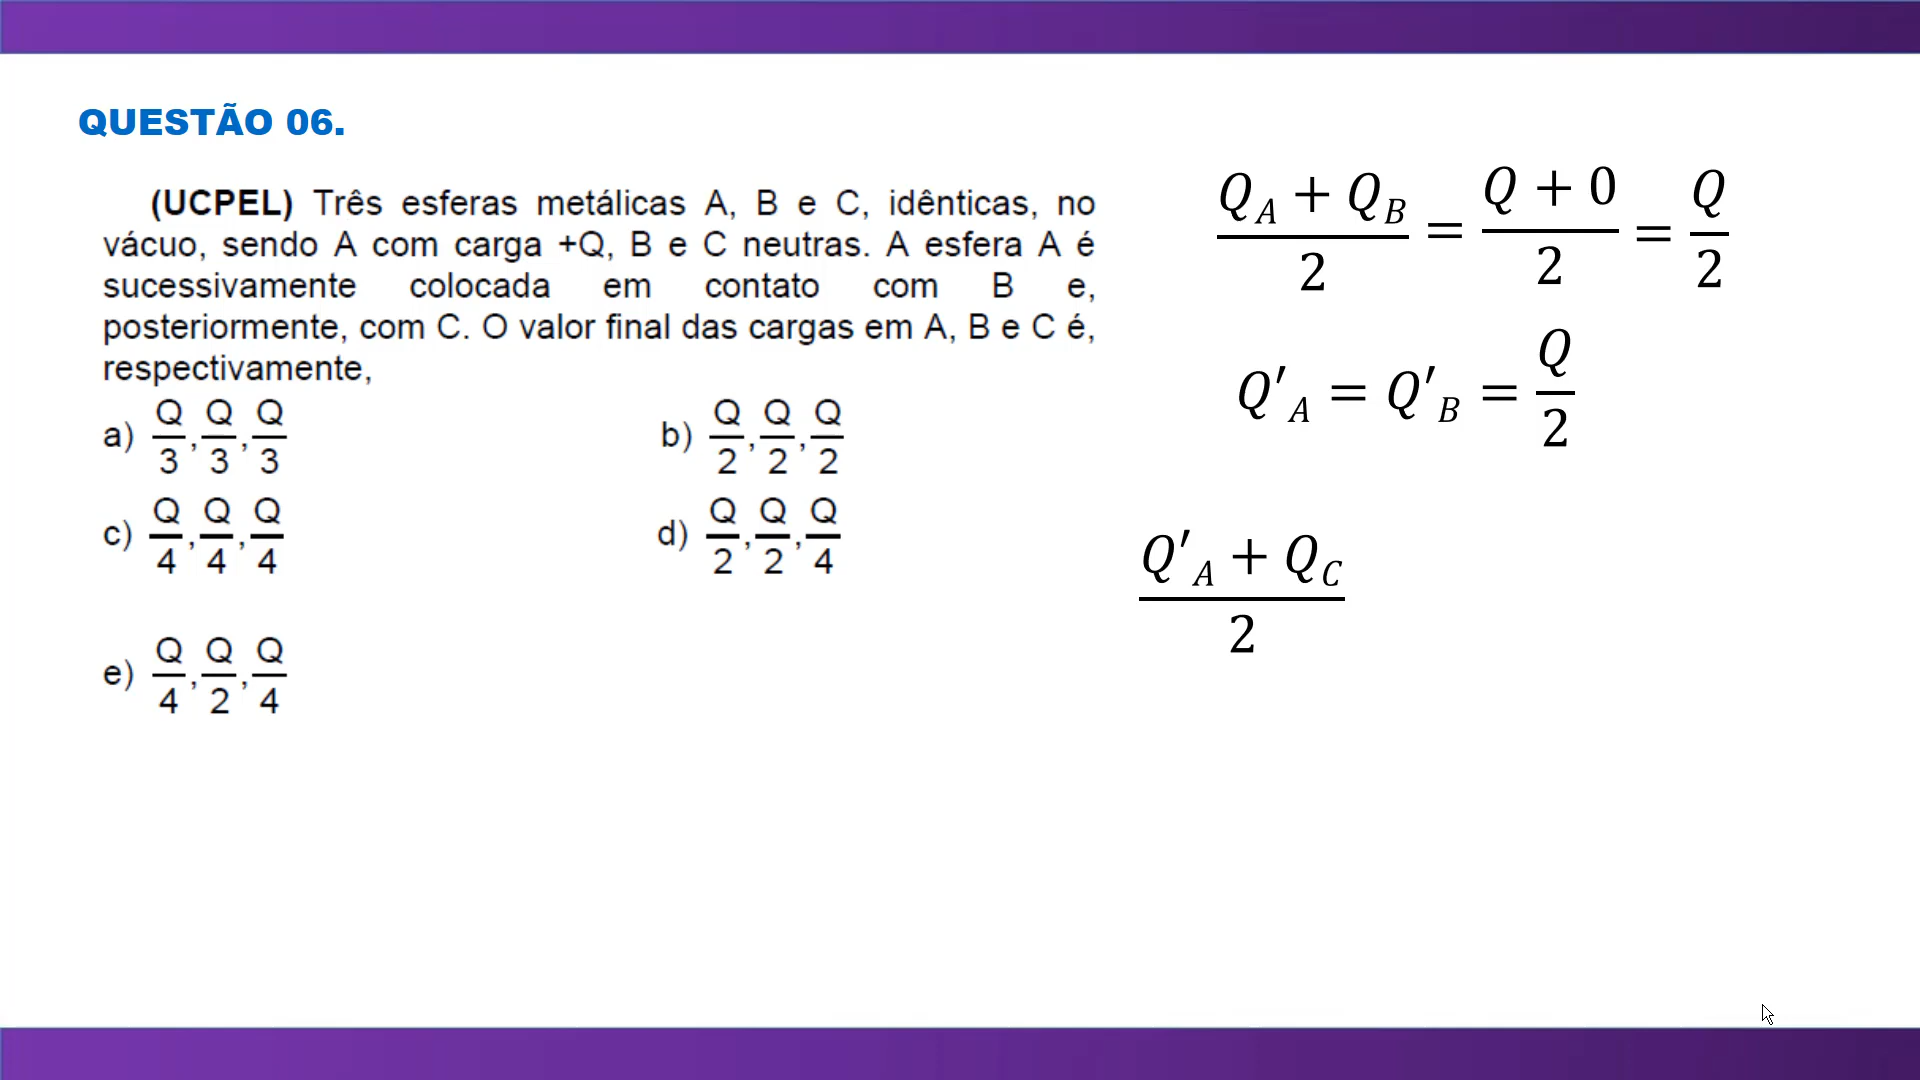 QUESTÃO 06.
(UCPEL) Três esferas metálicas A, B e C, idênticas, no
vácuo, sendo A com carga +Q, B e C neutras. A esfera A é
sucessivamente colocada em contato com B e,
posteriormente, com C. O valor final das cargas em A, B e C é,
respectivamente,
a) Q/3, Q/3, Q/3
b) Q/2, Q/2, Q/2
c) Q/4, Q/4, Q/4
d) Q/2, Q/2, Q/4
e) Q/4, Q/2, Q/4
(Q_A + Q_B)/2 = (Q + 0)/2 = Q/2
Q'_A = Q'_B = Q/2
(Q'_A + Q_C)/2